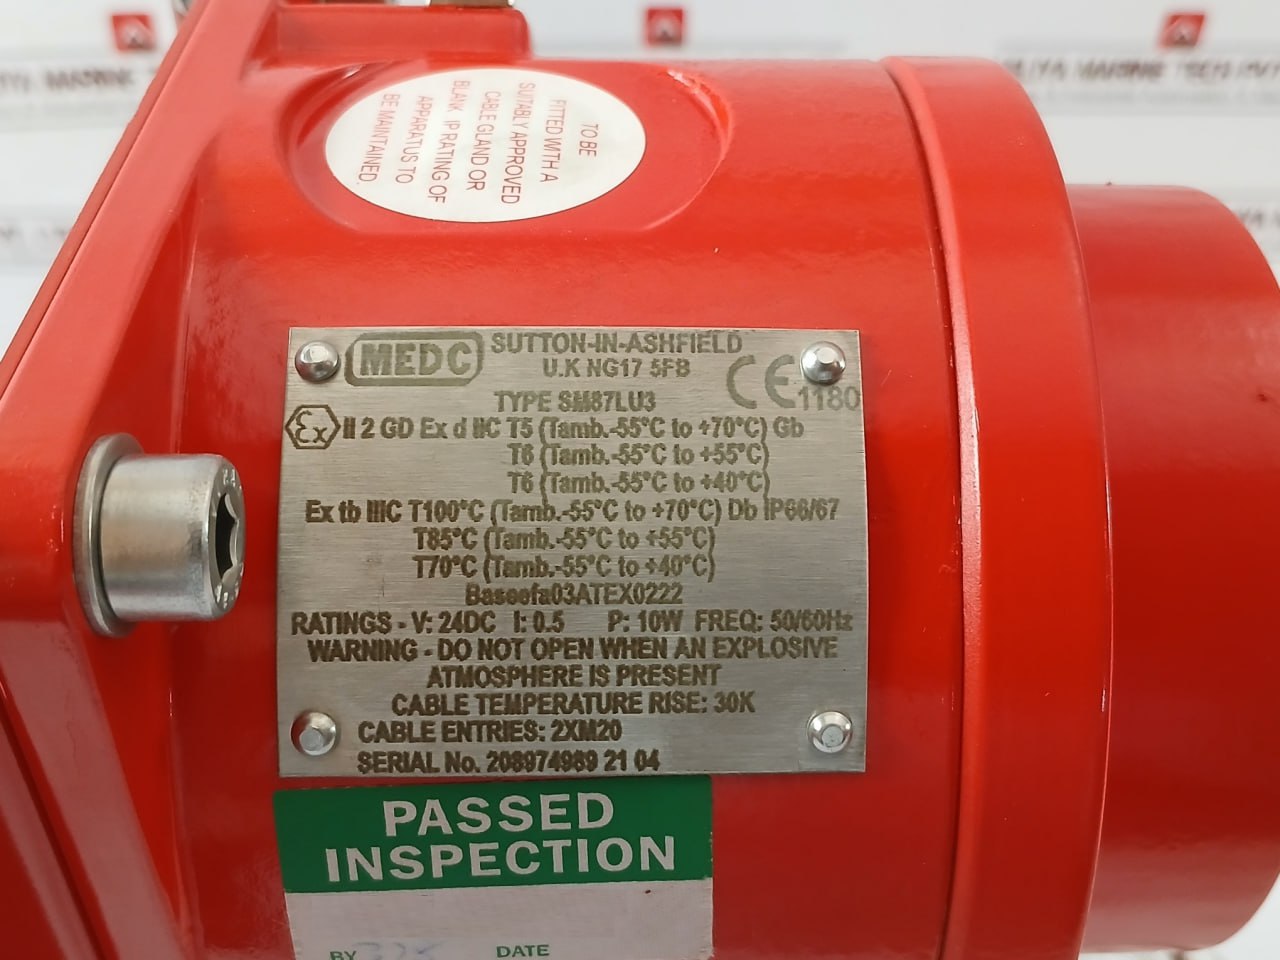 TO BE
FITTED WITH A
SUITABLY APPROVED
CABLE GLAND OR
BLANK IP RATING OF
APPARATUS TO
BE MAINTAINED.
MEDC
SUTTON-IN-ASHFIELD
U.K NG17 5FB
CE 1180
TYPE SM87LU3
Ex II 2 GD Ex d IIC T5 (Tamb.-55°C to +70°C) Gb
T6 (Tamb.-55°C to +55°C)
T6 (Tamb.-55°C to +40°C)
Ex tb IIIC T100°C (Tamb.-55°C to +70°C) Db IP66/67
T85°C (Tamb.-55°C to +55°C)
T70°C (Tamb.-55°C to +40°C)
Baseefa03ATEX0222
RATINGS - V: 24DC I: 0.5 P: 10W FREQ: 50/60Hz
WARNING - DO NOT OPEN WHEN AN EXPLOSIVE
ATMOSPHERE IS PRESENT
CABLE TEMPERATURE RISE: 30K
CABLE ENTRIES: 2XM20
SERIAL No. 208974989 21 04
PASSED
INSPECTION
BY DATE